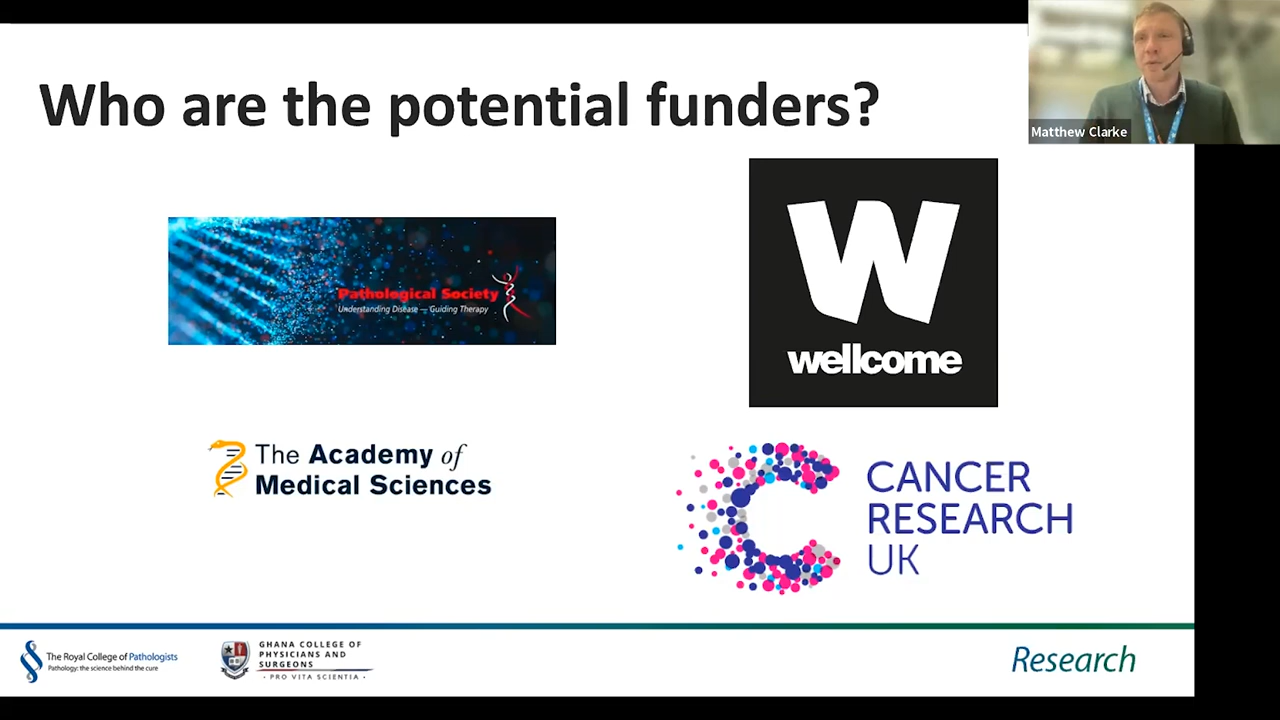 Who are the potential funders?
Matthew Clarke
Pathological Society
Understanding Disease — Guiding Therapy
W
wellcome
The Academy of
Medical Sciences
CANCER
RESEARCH
UK
The Royal College of Pathologists
Pathology: the science behind the cure
GHANA COLLEGE OF
PHYSICIANS AND
SURGEONS
· PRO VITA SCIENTIA ·
Research